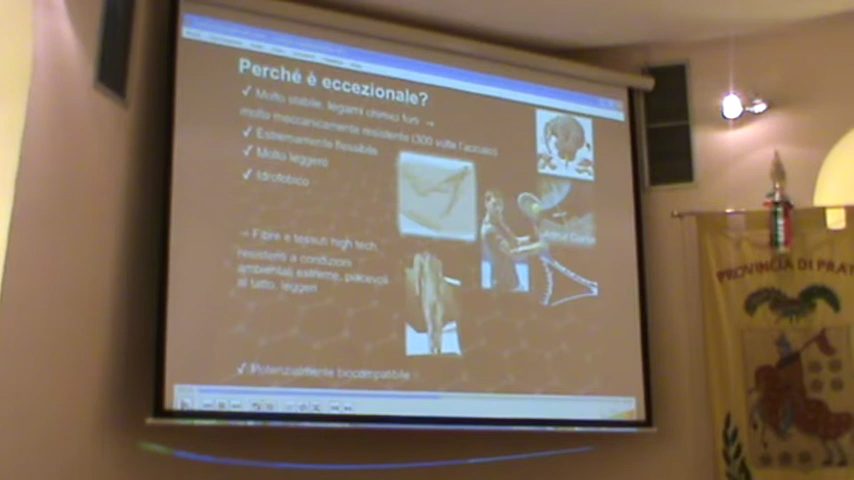 Perché è eccezionale?
✓ Molto stabile, legami chimici forti →
molto meccanicamente resistente (300 volte l'acciaio)
✓ Estremamente flessibile
✓ Molto leggero
✓ Idrofobico
→ Fibre e tessuti high tech,
resistenti a condizioni
ambientali estreme, piacevoli
al tatto, leggeri
✓ Potenzialmente biocompatibile
PROVINCIA DI PRAT